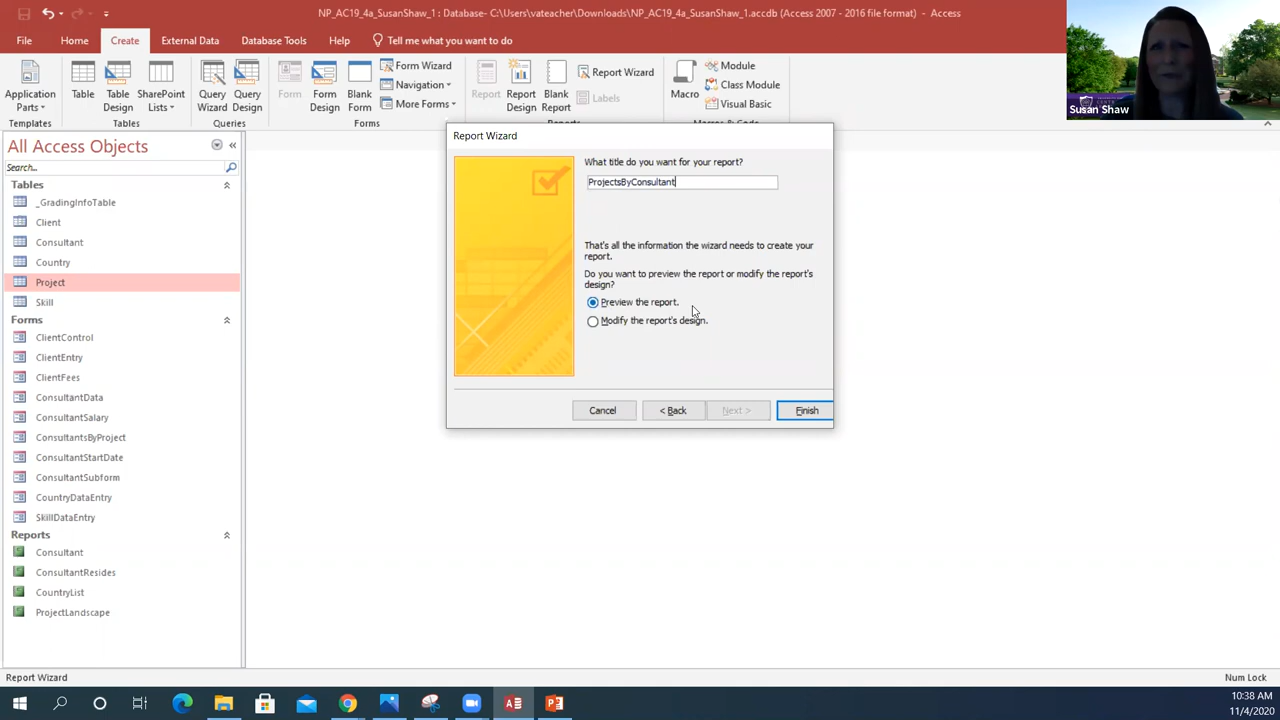 NP_AC19_4a_SusanShaw_1 : Database- C:\Users\vateacher\Downloads\NP_AC19_4a_SusanShaw_1.accdb (Access 2007 - 2016 file format) - Access
File Home Create External Data Database Tools Help Tell me what you want to do
Susan Shaw
Application Parts
Table
Table Design
SharePoint Lists
Query Wizard
Query Design
Form
Form Design
Blank Form
Form Wizard
Navigation
More Forms
Report
Report Design
Blank Report
Report Wizard
Labels
Macro
Module
Class Module
Visual Basic
Templates
Tables
Queries
Forms
All Access Objects
Search...
Tables
_GradingInfoTable
Client
Consultant
Country
Project
Skill
Forms
ClientControl
ClientEntry
ClientFees
ConsultantData
ConsultantSalary
ConsultantsByProject
ConsultantStartDate
ConsultantSubform
CountryDataEntry
SkillDataEntry
Reports
Consultant
ConsultantResides
CountryList
ProjectLandscape
Report Wizard
What title do you want for your report?
ProjectsByConsultant
That's all the information the wizard needs to create your
report.
Do you want to preview the report or modify the report's
design?
Preview the report.
Modify the report's design.
Cancel < Back Next > Finish
Report Wizard
Num Lock
10:38 AM
11/4/2020